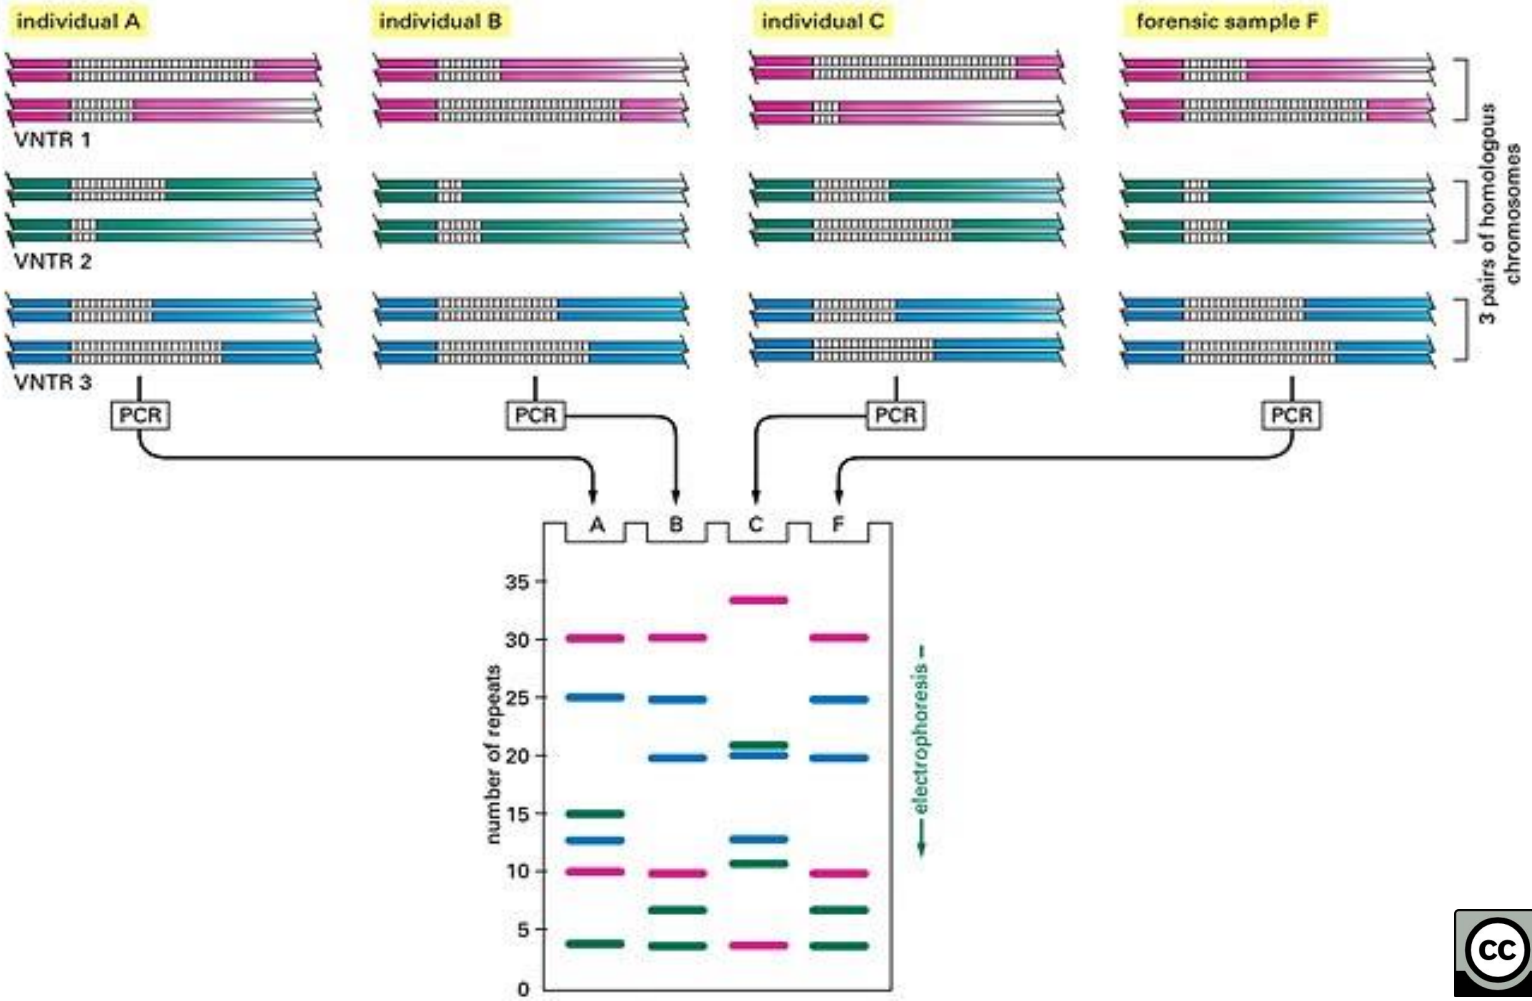 individual A
individual B
individual C
forensic sample F
VNTR 1
VNTR 2
VNTR 3
3 pairs of homologous
chromosomes
PCR
PCR
PCR
PCR
A
B
C
F
35
30
25
20
15
10
5
0
number of repeats
electrophoresis
cc